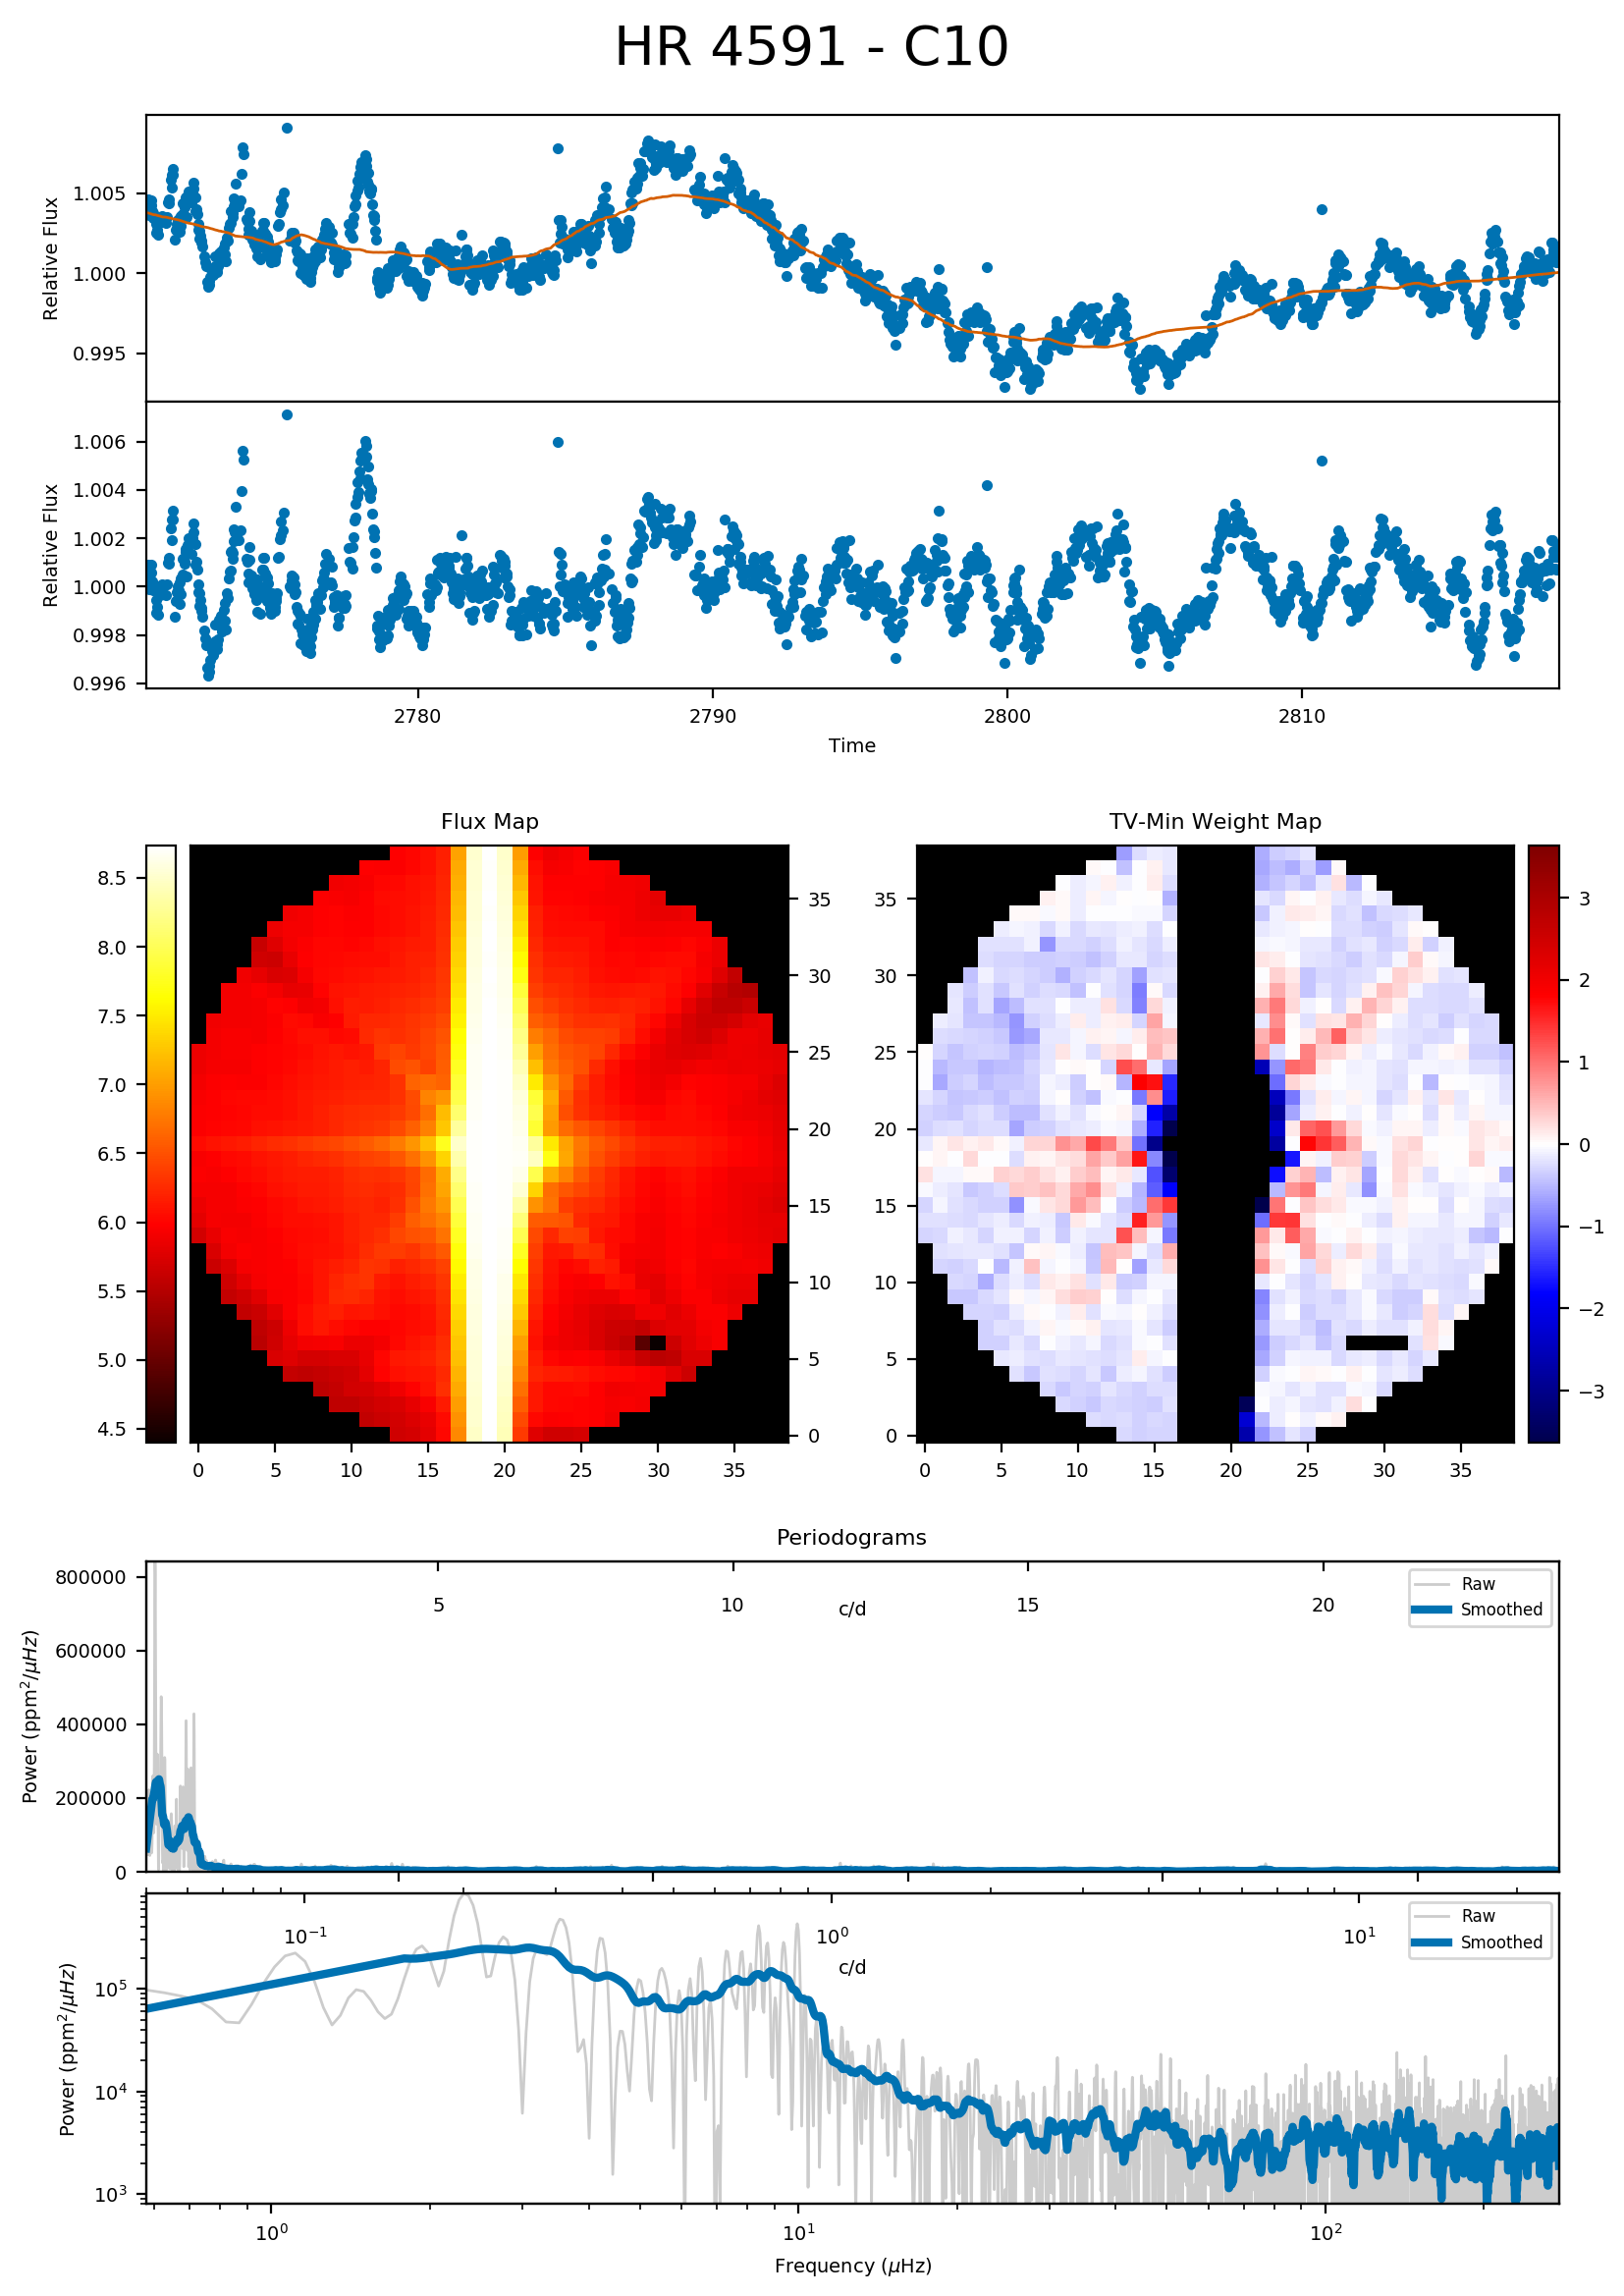 HR 4591 - C10
Relative Flux
1.005
1.000
0.995
Relative Flux
1.006
1.004
1.002
1.000
0.998
0.996
2780 2790 2800 2810
Time
Flux Map
8.5
8.0
7.5
7.0
6.5
6.0
5.5
5.0
4.5
35
30
25
20
15
10
5
0
0 5 10 15 20 25 30 35
TV-Min Weight Map
35
30
25
20
15
10
5
0
0 5 10 15 20 25 30 35
3
2
1
0
−1
−2
−3
Periodograms
Power (ppm²/μHz)
800000
600000
400000
200000
0
5 10 15 20
c/d
Raw
Smoothed
Power (ppm²/μHz)
10⁵
10⁴
10³
10⁻¹ 10⁰ 10¹
c/d
Raw
Smoothed
10⁰ 10¹ 10²
Frequency (μHz)